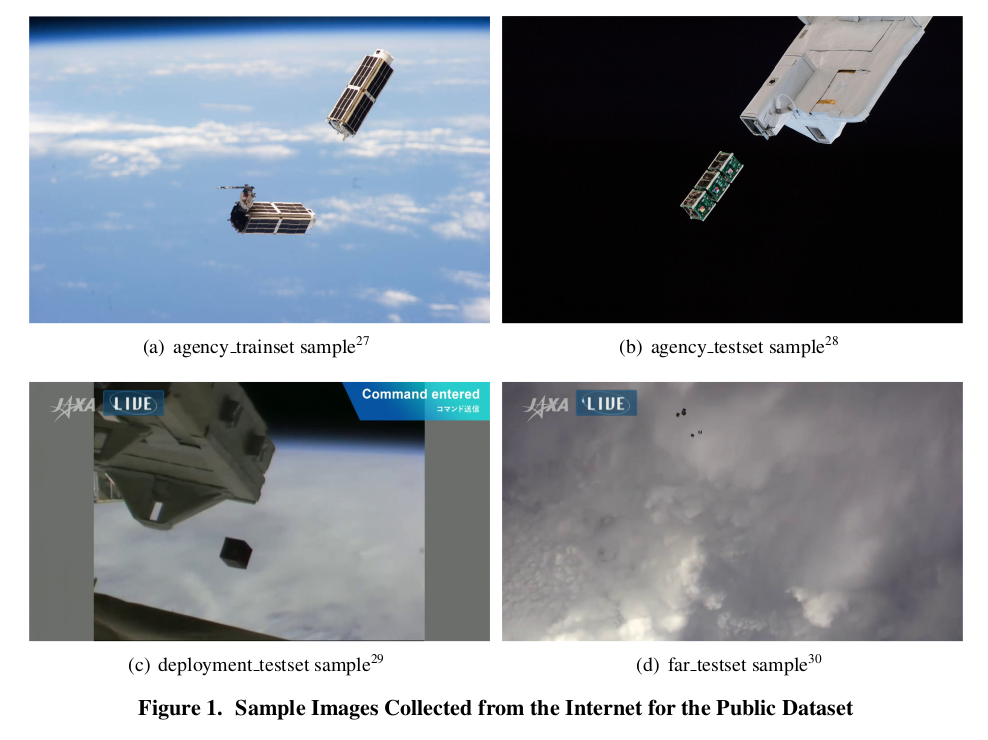 (a) agency_trainset sample27
(b) agency_testset sample28
JAXA LIVE
Command entered
コマンド送信
JAXA LIVE
(c) deployment_testset sample29
(d) far_testset sample30
Figure 1. Sample Images Collected from the Internet for the Public Dataset